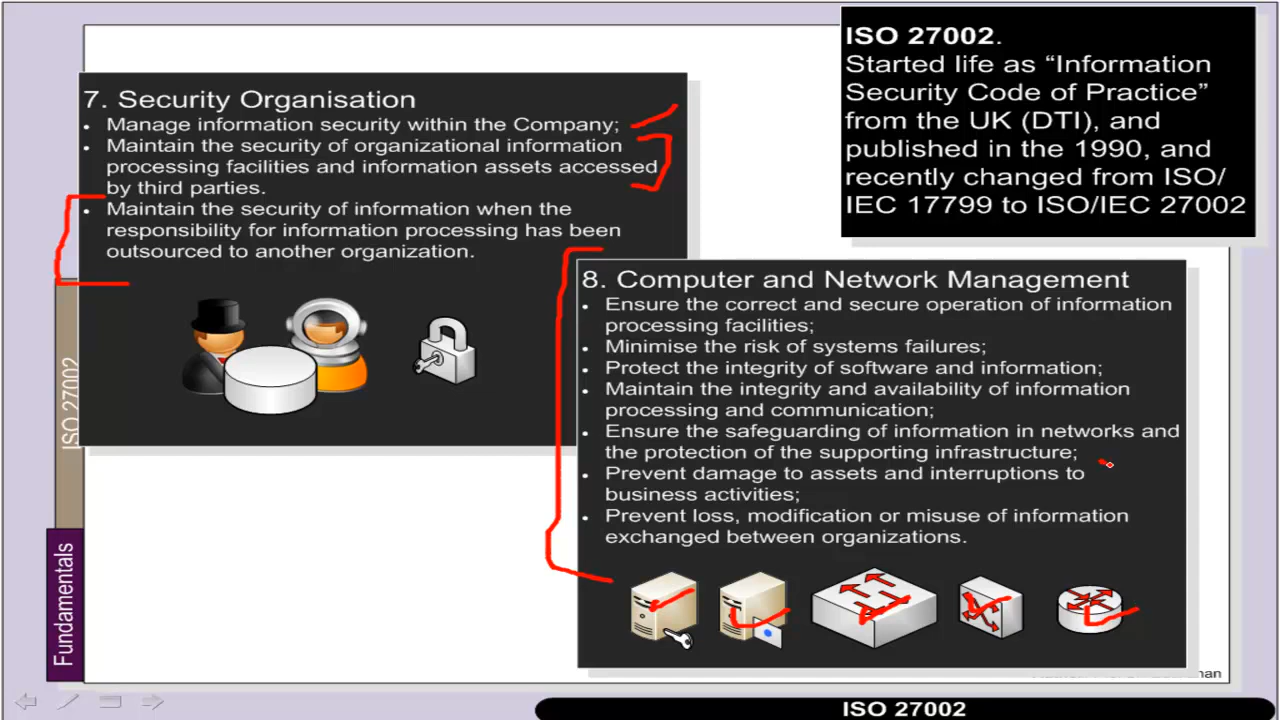 ISO 27002.
Started life as “Information
Security Code of Practice”
from the UK (DTI), and
published in the 1990, and
recently changed from ISO/
IEC 17799 to ISO/IEC 27002
7. Security Organisation
• Manage information security within the Company;
• Maintain the security of organizational information
processing facilities and information assets accessed
by third parties.
• Maintain the security of information when the
responsibility for information processing has been
outsourced to another organization.
8. Computer and Network Management
• Ensure the correct and secure operation of information
processing facilities;
• Minimise the risk of systems failures;
• Protect the integrity of software and information;
• Maintain the integrity and availability of information
processing and communication;
• Ensure the safeguarding of information in networks and
the protection of the supporting infrastructure;
• Prevent damage to assets and interruptions to
business activities;
• Prevent loss, modification or misuse of information
exchanged between organizations.
ISO 27002
Fundamentals
ISO 27002